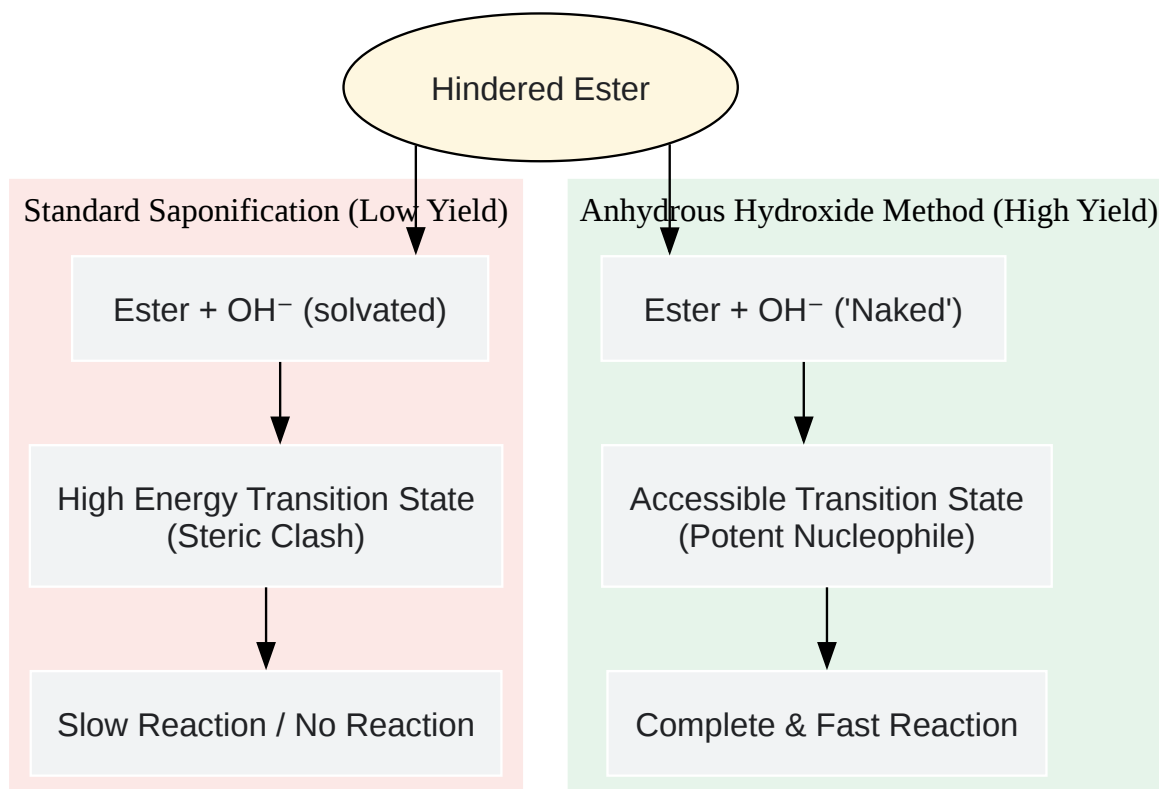 Hindered Ester
Standard Saponification (Low Yield)
Ester + OH⁻ (solvated)
High Energy Transition State
(Steric Clash)
Slow Reaction / No Reaction
Anhydrous Hydroxide Method (High Yield)
Ester + OH⁻ ('Naked')
Accessible Transition State
(Potent Nucleophile)
Complete & Fast Reaction